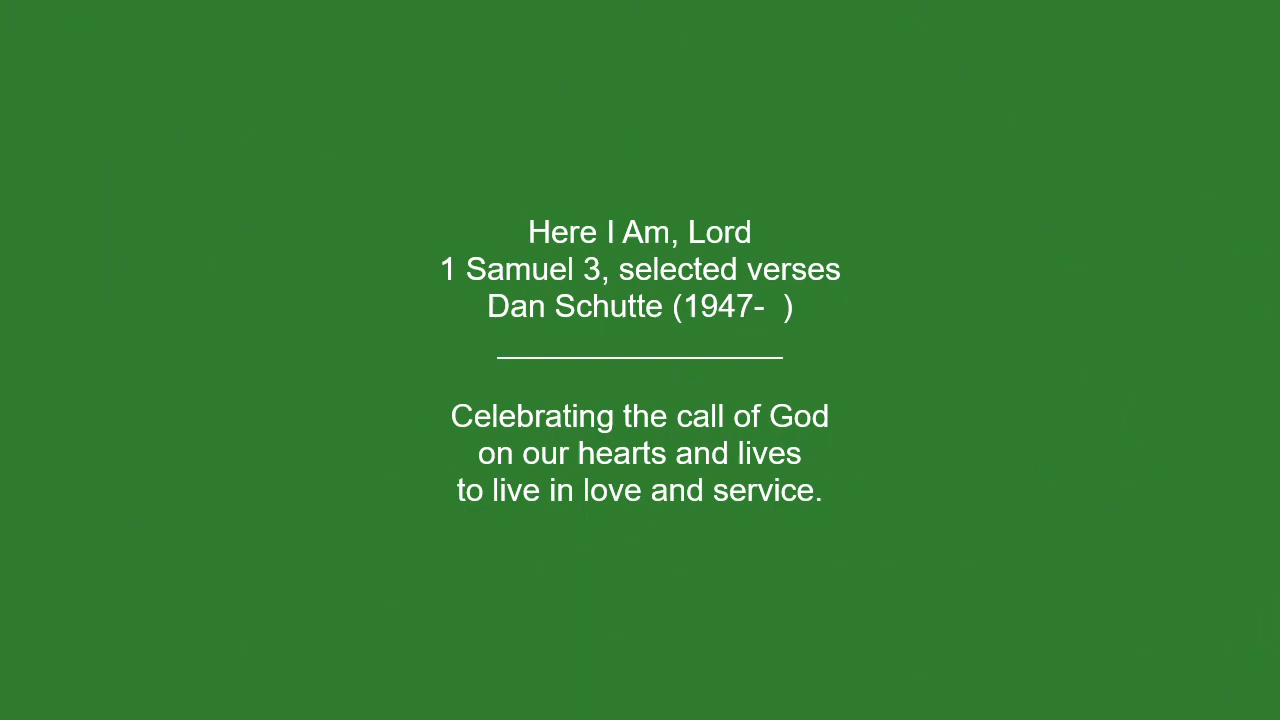 Here I Am, Lord
1 Samuel 3, selected verses
Dan Schutte (1947-  )
Celebrating the call of God
on our hearts and lives
to live in love and service.